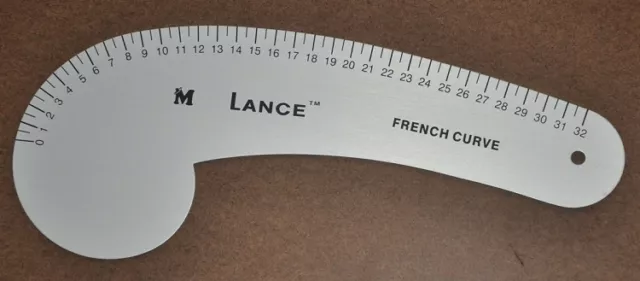 0 1 2 3 4 5 6 7 8 9 10 11 12 13 14 15 16 17 18 19 20 21 22 23 24 25 26 27 28 29 30 31 32
M LANCE™
FRENCH CURVE